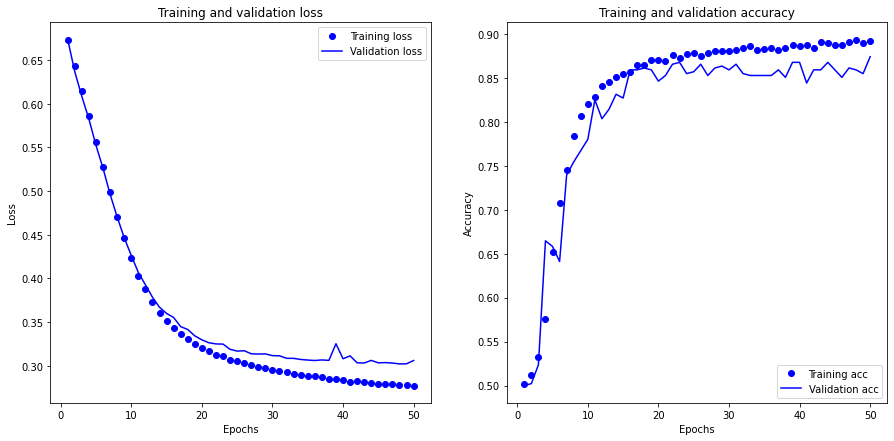 Training and validation loss
Training loss
Validation loss
0.65
0.60
0.55
0.50
0.45
0.40
0.35
0.30
Loss
0 10 20 30 40 50
Epochs
Training and validation accuracy
0.90
0.85
0.80
0.75
0.70
0.65
0.60
0.55
0.50
Accuracy
Training acc
Validation acc
0 10 20 30 40 50
Epochs